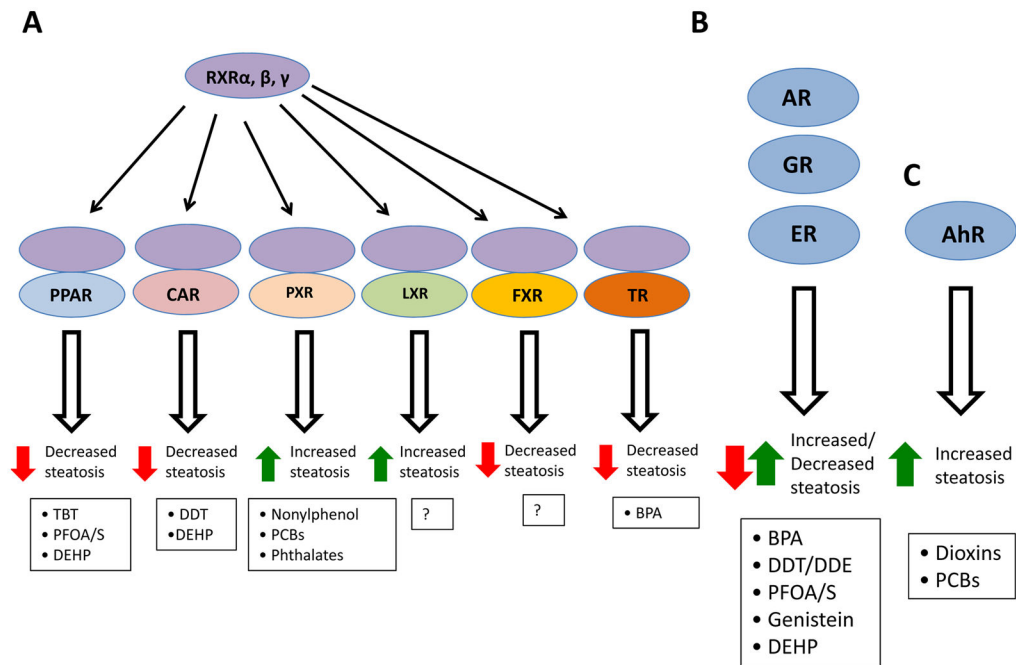 A
RXRα, β, γ
PPAR
CAR
PXR
LXR
FXR
TR
Decreased
steatosis
Decreased
steatosis
Increased
steatosis
Increased
steatosis
Decreased
steatosis
Decreased
steatosis
• TBT
• PFOA/S
• DEHP
• DDT
•DEHP
• Nonylphenol
• PCBs
• Phthalates
?
?
• BPA
B
AR
GR
ER
Increased/
Decreased
steatosis
• BPA
• DDT/DDE
• PFOA/S
• Genistein
• DEHP
C
AhR
Increased
steatosis
• Dioxins
• PCBs